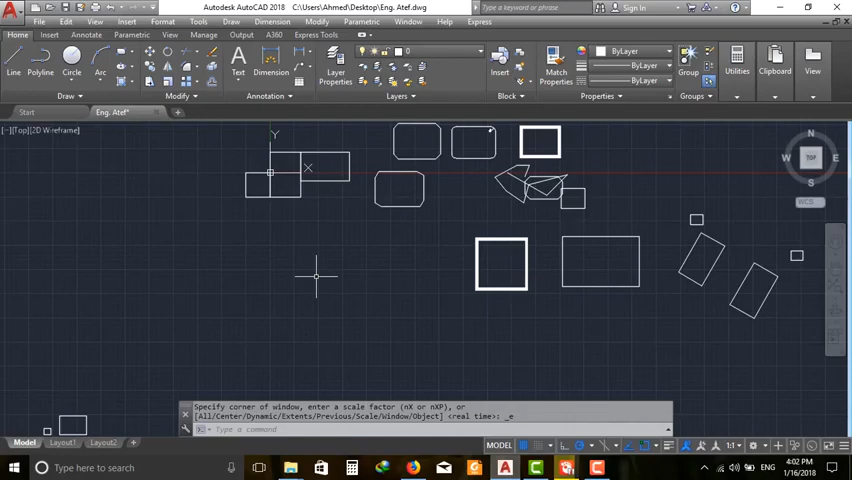 Autodesk AutoCAD 2018 C:\Users\Ahmed\Desktop\Eng. Atef.dwg
Type a keyword or phrase
Sign In
File Edit View Insert Format Tools Draw Dimension Modify Parametric Window Help Express
Home Insert Annotate Parametric View Manage Output A360 Express Tools
Line Polyline Circle Arc
Text Dimension
Layer Properties
0
Insert
Match Properties
ByLayer
ByLayer
ByLayer
Group
Utilities Clipboard View
Draw Modify Annotation Layers Block Properties Groups
Start Eng. Atef*
[−][Top][2D Wireframe]
Y
X
N
W TOP E
S
WCS
Specify corner of window, enter a scale factor (nX or nXP), or
[All/Center/Dynamic/Extents/Previous/Scale/Window/Object] <real time>: _e
Type a command
Model Layout1 Layout2
MODEL
1:1
Type here to search
ENG
4:02 PM
1/16/2018